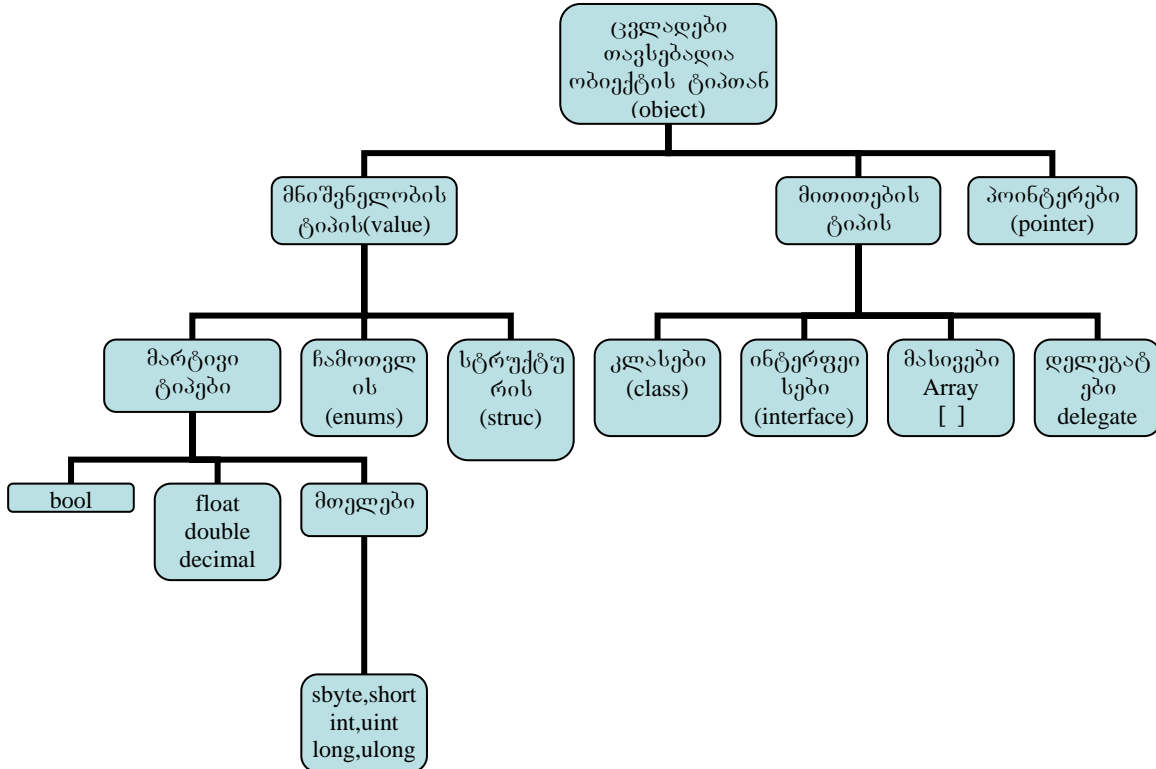 ცვლადები
თავსებადია
ობიექტის ტიპთან
(object)
მნიშვნელობის
ტიპის(value)
მითითების
ტიპის
პოინტერები
(pointer)
მარტივი
ტიპები
ჩამოთვლ
ის
(enums)
სტრუქტუ
რის
(struc)
კლასები
(class)
ინტერფეი
სები
(interface)
მასივები
Array
[ ]
დელეგატ
ები
delegate
bool
float
double
decimal
მთელები
sbyte,short
int,uint
long,ulong